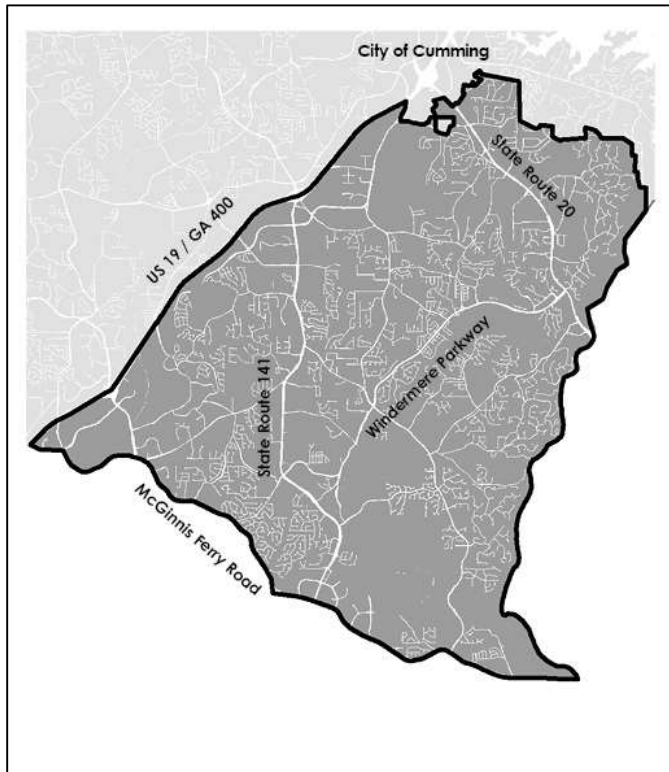 City of Cumming
State Route 20
US 19 / GA 400
Windermere Parkway
State Route 141
McGinnis Ferry Road